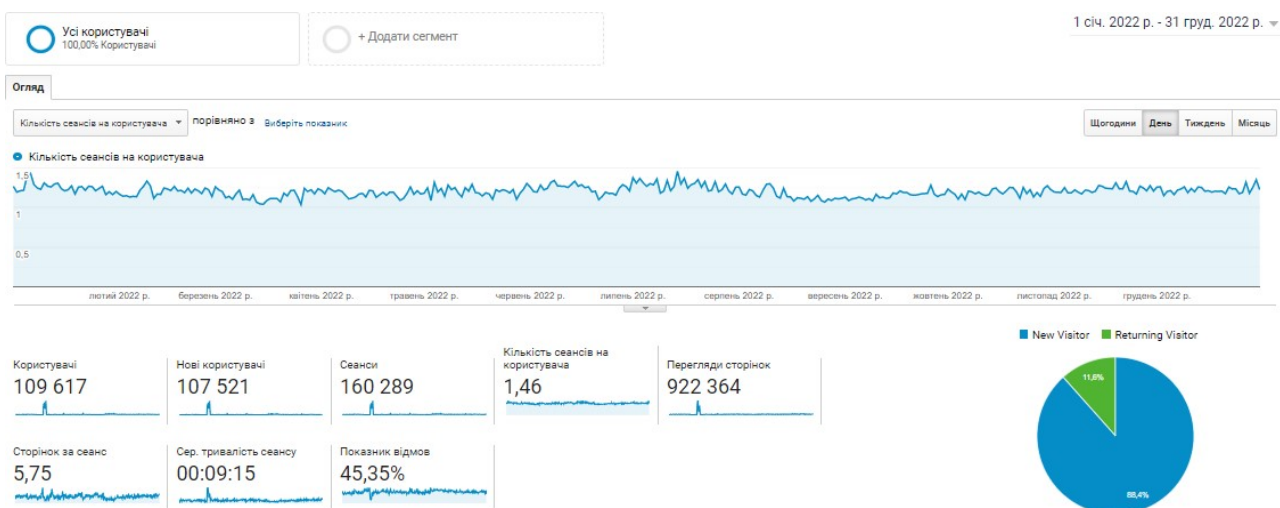 Усі користувачі
100,00% Користувачі
+ Додати сегмент
1 січ. 2022 р. - 31 груд. 2022 р.
Огляд
Кількість сеансів на користувача порівняно з Виберіть показник
Щогодини День Тиждень Місяць
Кількість сеансів на користувача
1,5
1
0,5
лютий 2022 р. березень 2022 р. квітень 2022 р. травень 2022 р. червень 2022 р. липень 2022 р. серпень 2022 р. вересень 2022 р. жовтень 2022 р. листопад 2022 р. грудень 2022 р.
New Visitor Returning Visitor
Користувачі
109 617
Нові користувачі
107 521
Сеанси
160 289
Кількість сеансів на
користувача
1,46
Перегляди сторінок
922 364
Сторінок за сеанс
5,75
Сер. тривалість сеансу
00:09:15
Показник відмов
45,35%
11,6%
88,4%